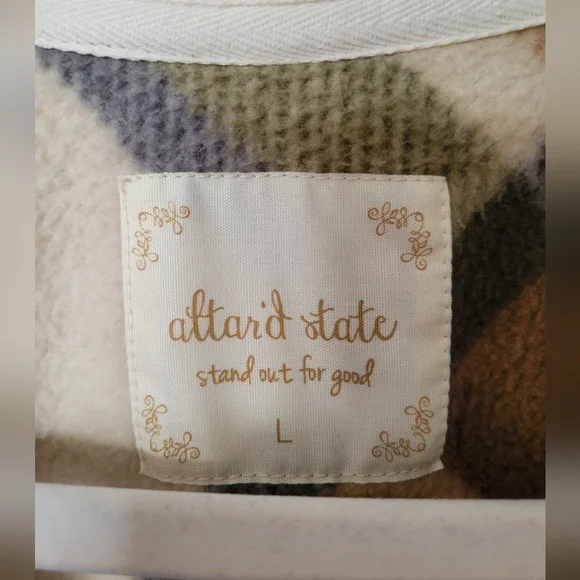 altar'd state
stand out for good
L